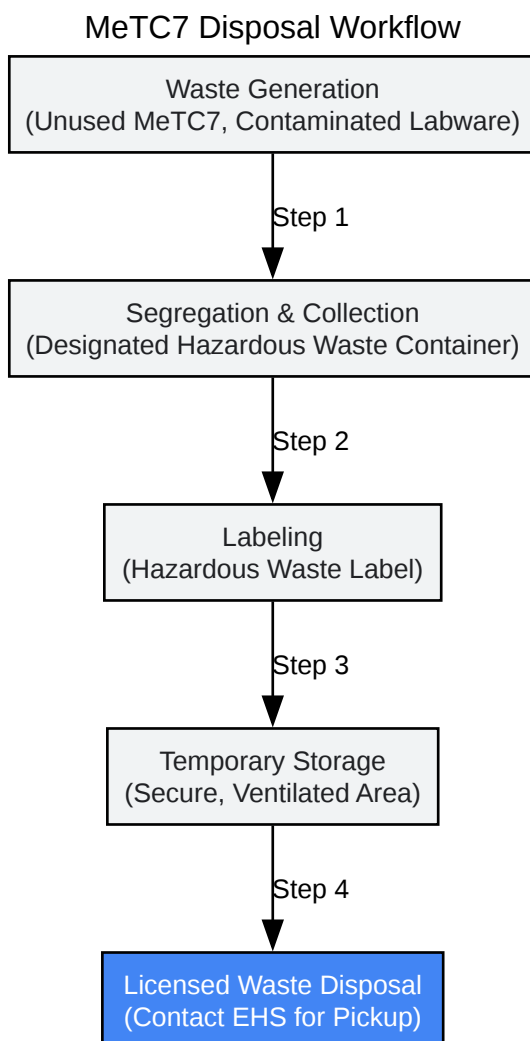 MeTC7 Disposal Workflow
Waste Generation
(Unused MeTC7, Contaminated Labware)
Step 1
Segregation & Collection
(Designated Hazardous Waste Container)
Step 2
Labeling
(Hazardous Waste Label)
Step 3
Temporary Storage
(Secure, Ventilated Area)
Step 4
Licensed Waste Disposal
(Contact EHS for Pickup)